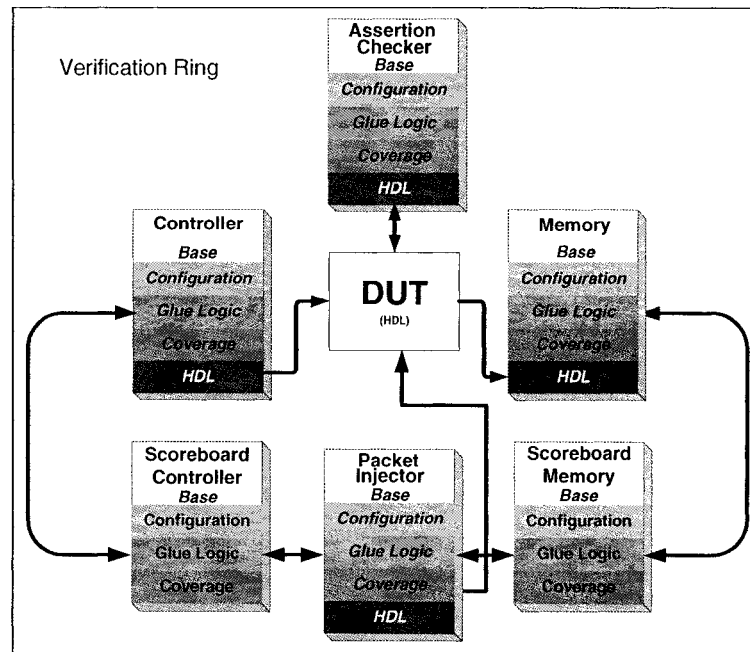 Verification Ring
Assertion
Checker
Base
Configuration
Glue Logic
Coverage
HDL
Controller
Base
Configuration
Glue Logic
Coverage
HDL
DUT
(HDL)
Memory
Base
Configuration
Glue Logic
Coverage
HDL
Scoreboard
Controller
Base
Configuration
Glue Logic
Coverage
Packet
Injector
Base
Configuration
Glue Logic
Coverage
HDL
Scoreboard
Memory
Base
Configuration
Glue Logic
Coverage